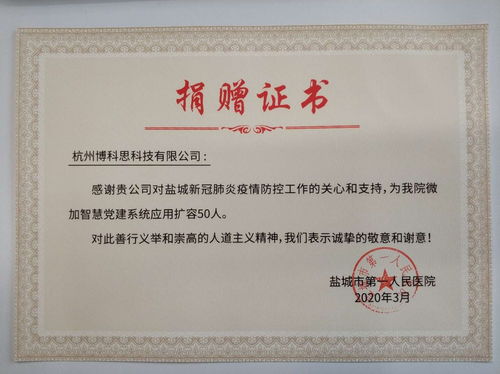 捐赠证书
杭州博科思科技有限公司:
感谢贵公司对盐城新冠肺炎疫情防控工作的关心和支持,为我院微
加智慧党建系统应用扩容50人。
对此善行义举和崇高的人道主义精神,我们表示诚挚的敬意和谢意!
盐城市第一人民医院
2020年3月